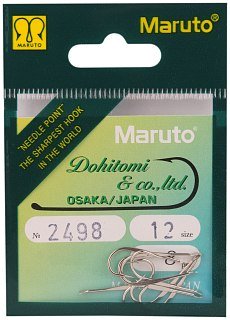 MARUTO
Maruto®
"NEEDLE POINT"
THE SHARPEST HOOK
IN THE WORLD
Maruto®
Dohitomi
& co., ltd.
OSAKA/JAPAN
№ 2498
12 size